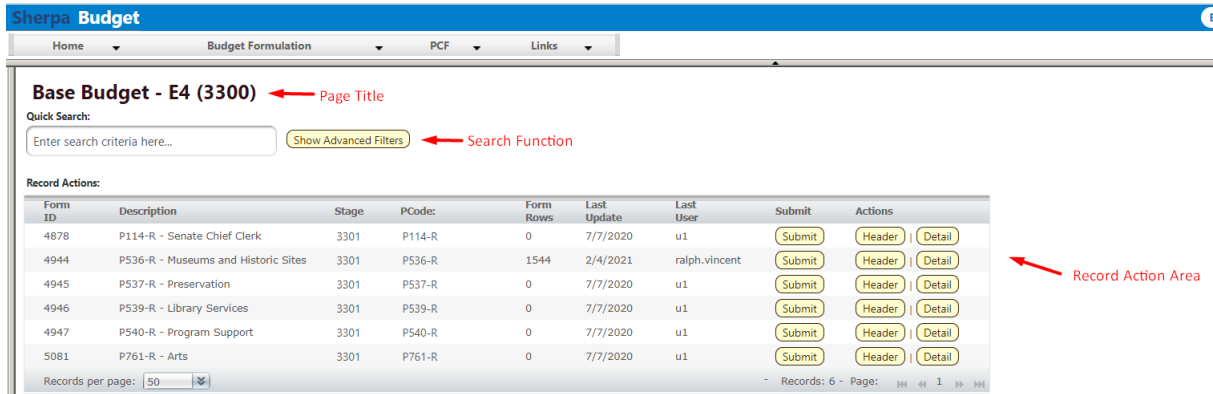 Sherpa Budget
Home Budget Formulation PCF Links
Base Budget - E4 (3300) Page Title
Quick Search:
Enter search criteria here... Show Advanced Filters Search Function
Record Actions:
Form ID Description Stage PCode: Form Rows Last Update Last User Submit Actions
4878 P114-R - Senate Chief Clerk 3301 P114-R 0 7/7/2020 u1 Submit Header | Detail
4944 P536-R - Museums and Historic Sites 3301 P536-R 1544 2/4/2021 ralph.vincent Submit Header | Detail
4945 P537-R - Preservation 3301 P537-R 0 7/7/2020 u1 Submit Header | Detail
Record Action Area
4946 P539-R - Library Services 3301 P539-R 0 7/7/2020 u1 Submit Header | Detail
4947 P540-R - Program Support 3301 P540-R 0 7/7/2020 u1 Submit Header | Detail
5081 P761-R - Arts 3301 P761-R 0 7/7/2020 u1 Submit Header | Detail
Records per page: 50 - Records: 6 - Page: 1